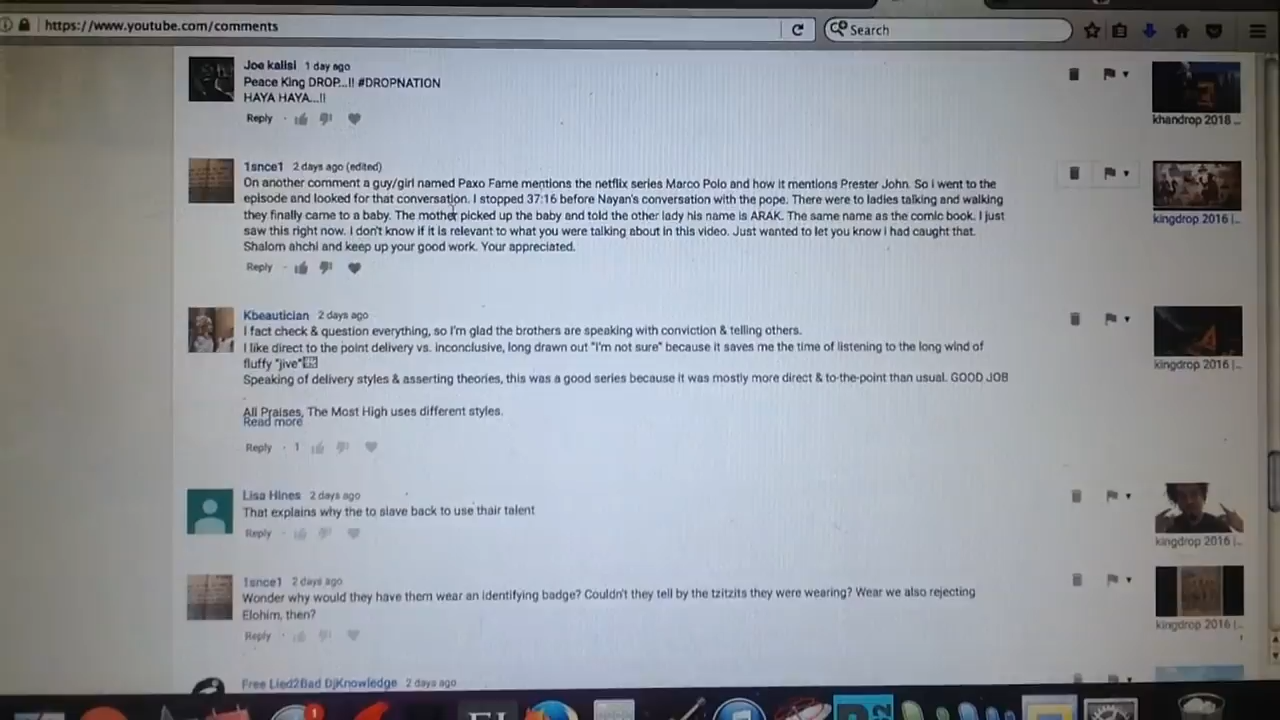 https://www.youtube.com/comments
Search
Joe kalisi 1 day ago
Peace King DROP...!! #DROPNATION
HAYA HAYA...!!
Reply
khandrop 2018 ...
1snce1 2 days ago (edited)
On another comment a guy/girl named Paxo Fame mentions the netflix series Marco Polo and how it mentions Prester John. So I went to the
episode and looked for that conversation. I stopped 37:16 before Nayan's conversation with the pope. There were to ladies talking and walking
they finally came to a baby. The mother picked up the baby and told the other lady his name is ARAK. The same name as the comic book. I just
saw this right now. I don't know if it is relevant to what you were talking about in this video. Just wanted to let you know I had caught that.
Shalom ahchi and keep up your good work. Your appreciated.
Reply
kingdrop 2016 |...
Kbeautician 2 days ago
I fact check & question everything, so I'm glad the brothers are speaking with conviction & telling others.
I like direct to the point delivery vs. inconclusive, long drawn out "I'm not sure" because it saves me the time of listening to the long wind of
fluffy "jive"
Speaking of delivery styles & asserting theories, this was a good series because it was mostly more direct & to-the-point than usual. GOOD JOB
.
All Praises, The Most High uses different styles.
Read more
Reply · 1
kingdrop 2016 |...
Lisa Hines 2 days ago
That explains why the to slave back to use thair talent
Reply
kingdrop 2016 |...
1snce1 2 days ago
Wonder why would they have them wear an identifying badge? Couldn't they tell by the tzitzits they were wearing? Wear we also rejecting
Elohim, then?
Reply
kingdrop 2016 |...
Free Lied2Bad DjKnowledge 2 days ago
1